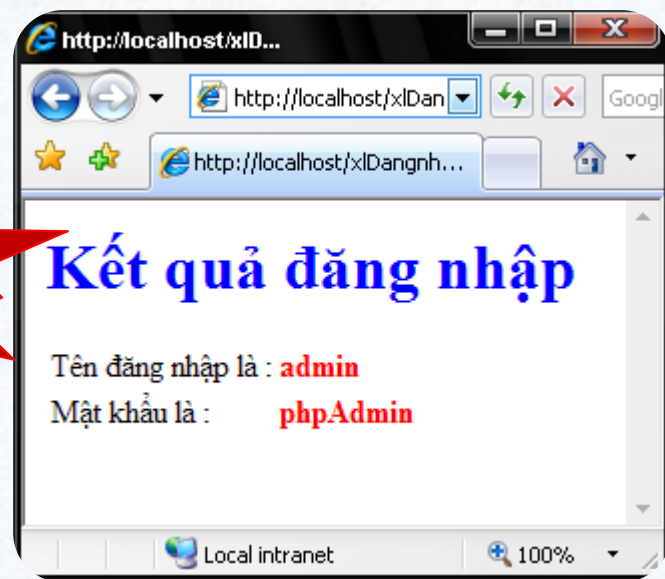 http://localhost/xlD...
http://localhost/xlDan
Googl
http://localhost/xlDangnh...
Kết quả đăng nhập
Tên đăng nhập là : admin
Mật khẩu là : phpAdmin
Local intranet
100%